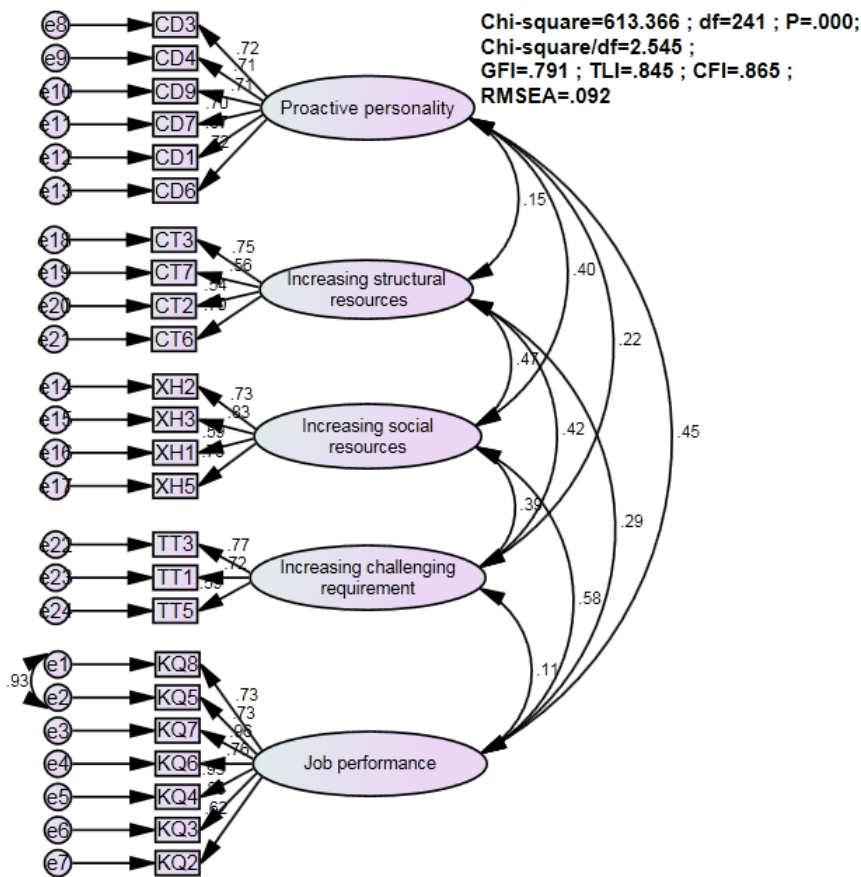 Chi-square=613.366 ; df=241 ; P=.000;
Chi-square/df=2.545 ;
GFI=.791 ; TLI=.845 ; CFI=.865 ;
RMSEA=.092
e8 CD3
e9 CD4
e10 CD9
e11 CD7
e12 CD1
e13 CD6
.72
.71
.71
.70
.72
Proactive personality
e18 CT3
e19 CT7
e20 CT2
e21 CT6
.75
.56
.54
Increasing structural
resources
e14 XH2
e15 XH3
e16 XH1
e17 XH5
.73
.83
.59
Increasing social
resources
e22 TT3
e23 TT1
e24 TT5
.77
.72
Increasing challenging
requirement
e1 KQ8
e2 KQ5
e3 KQ7
e4 KQ6
e5 KQ4
e6 KQ3
e7 KQ2
.93
.73
.73
.96
.76
.62
Job performance
.15
.40
.22
.47
.42
.45
.39
.29
.58
.11